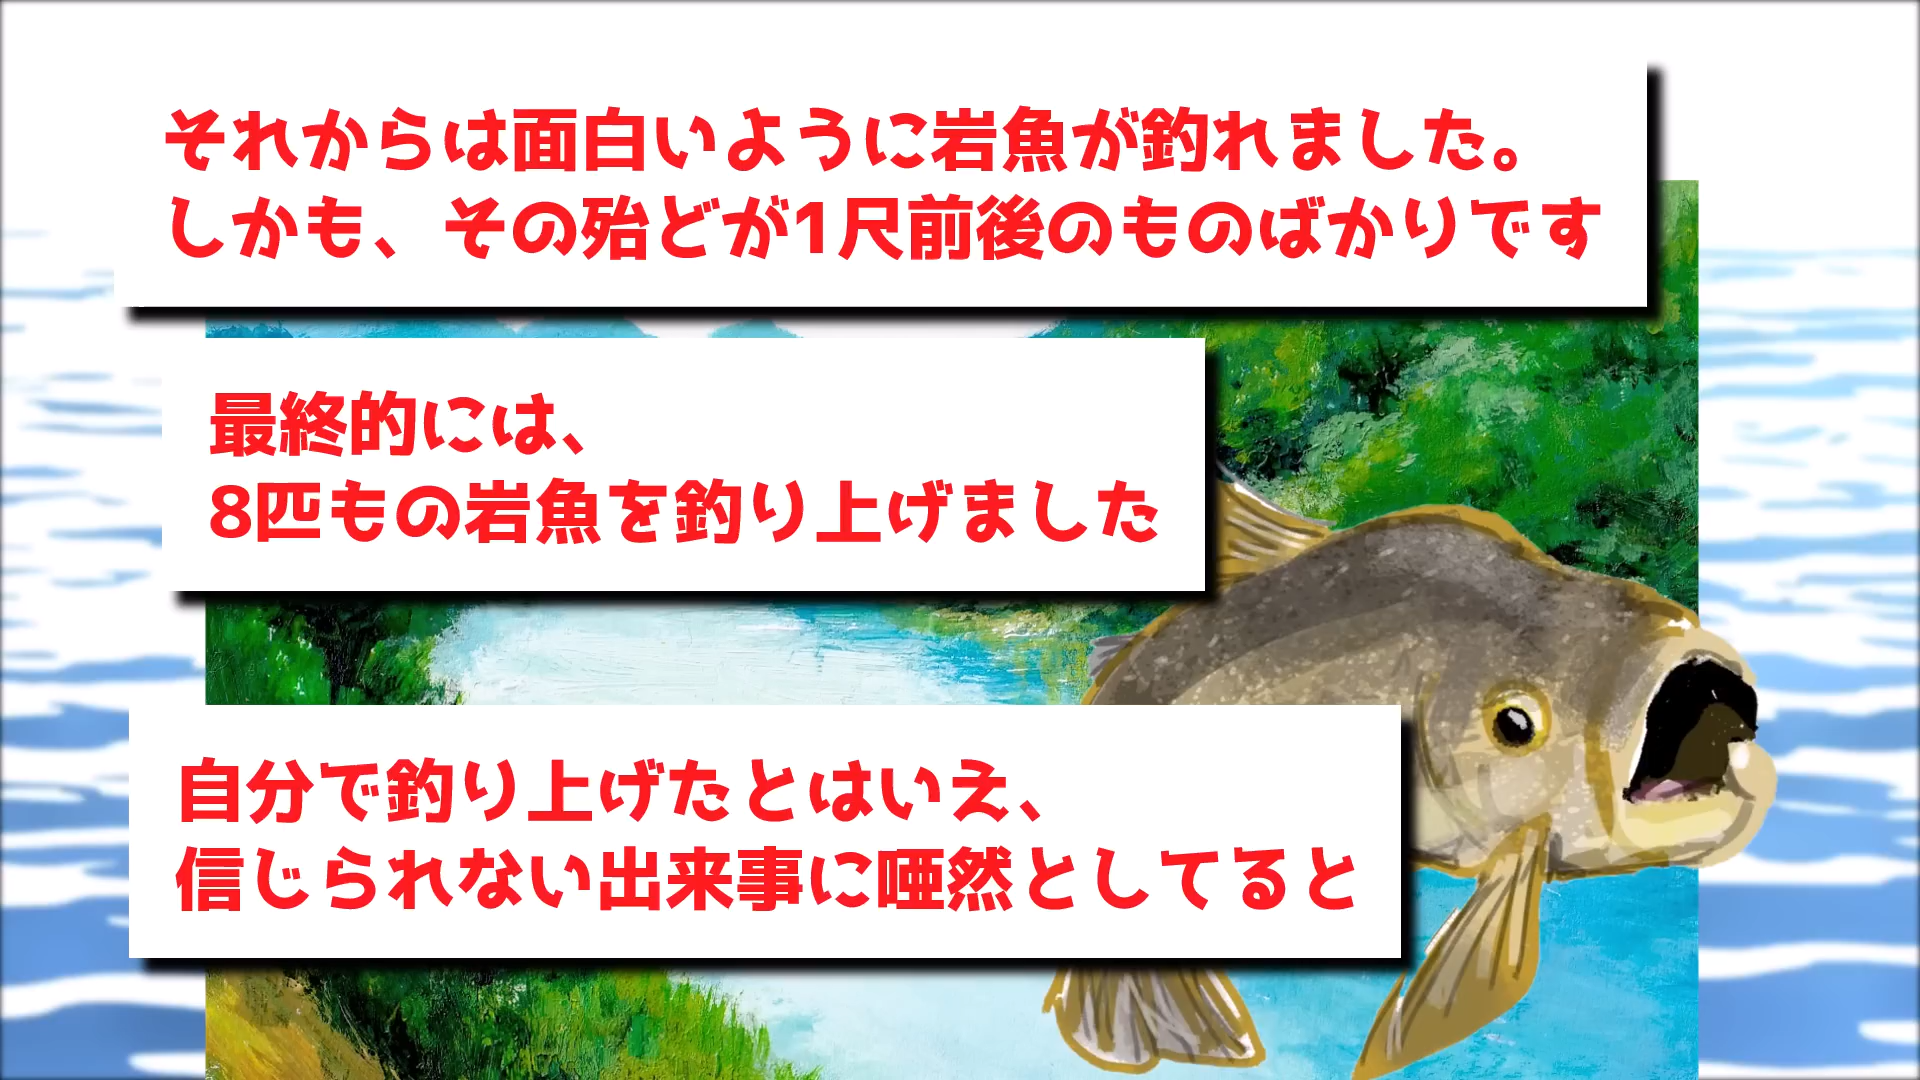 それからは面白いように岩魚が釣れました。
しかも、その殆どが1尺前後のものばかりです
最終的には、
8匹もの岩魚を釣り上げました
自分で釣り上げたとはいえ、
信じられない出来事に唖然としてると